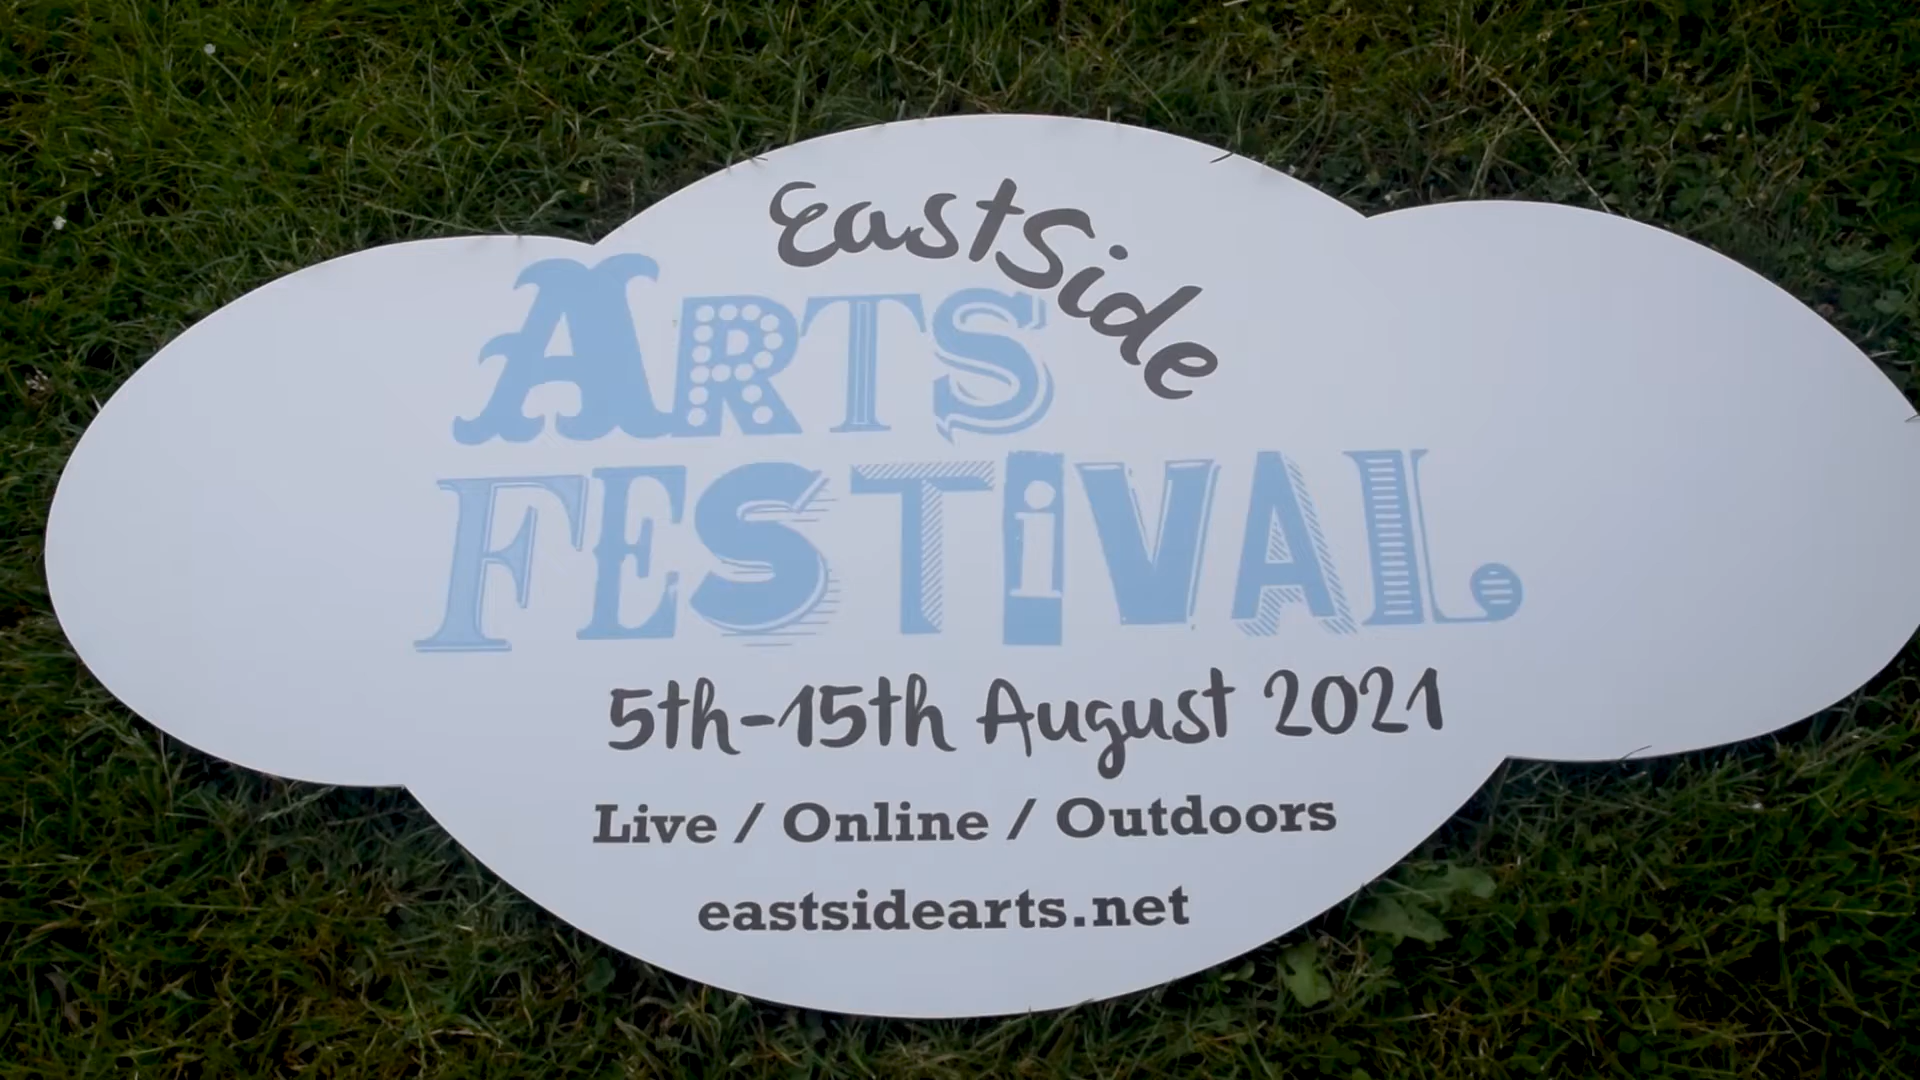 EastSide
ARTS
FESTiVAL.
5th-15th August 2021
Live / Online / Outdoors
eastsidearts.net